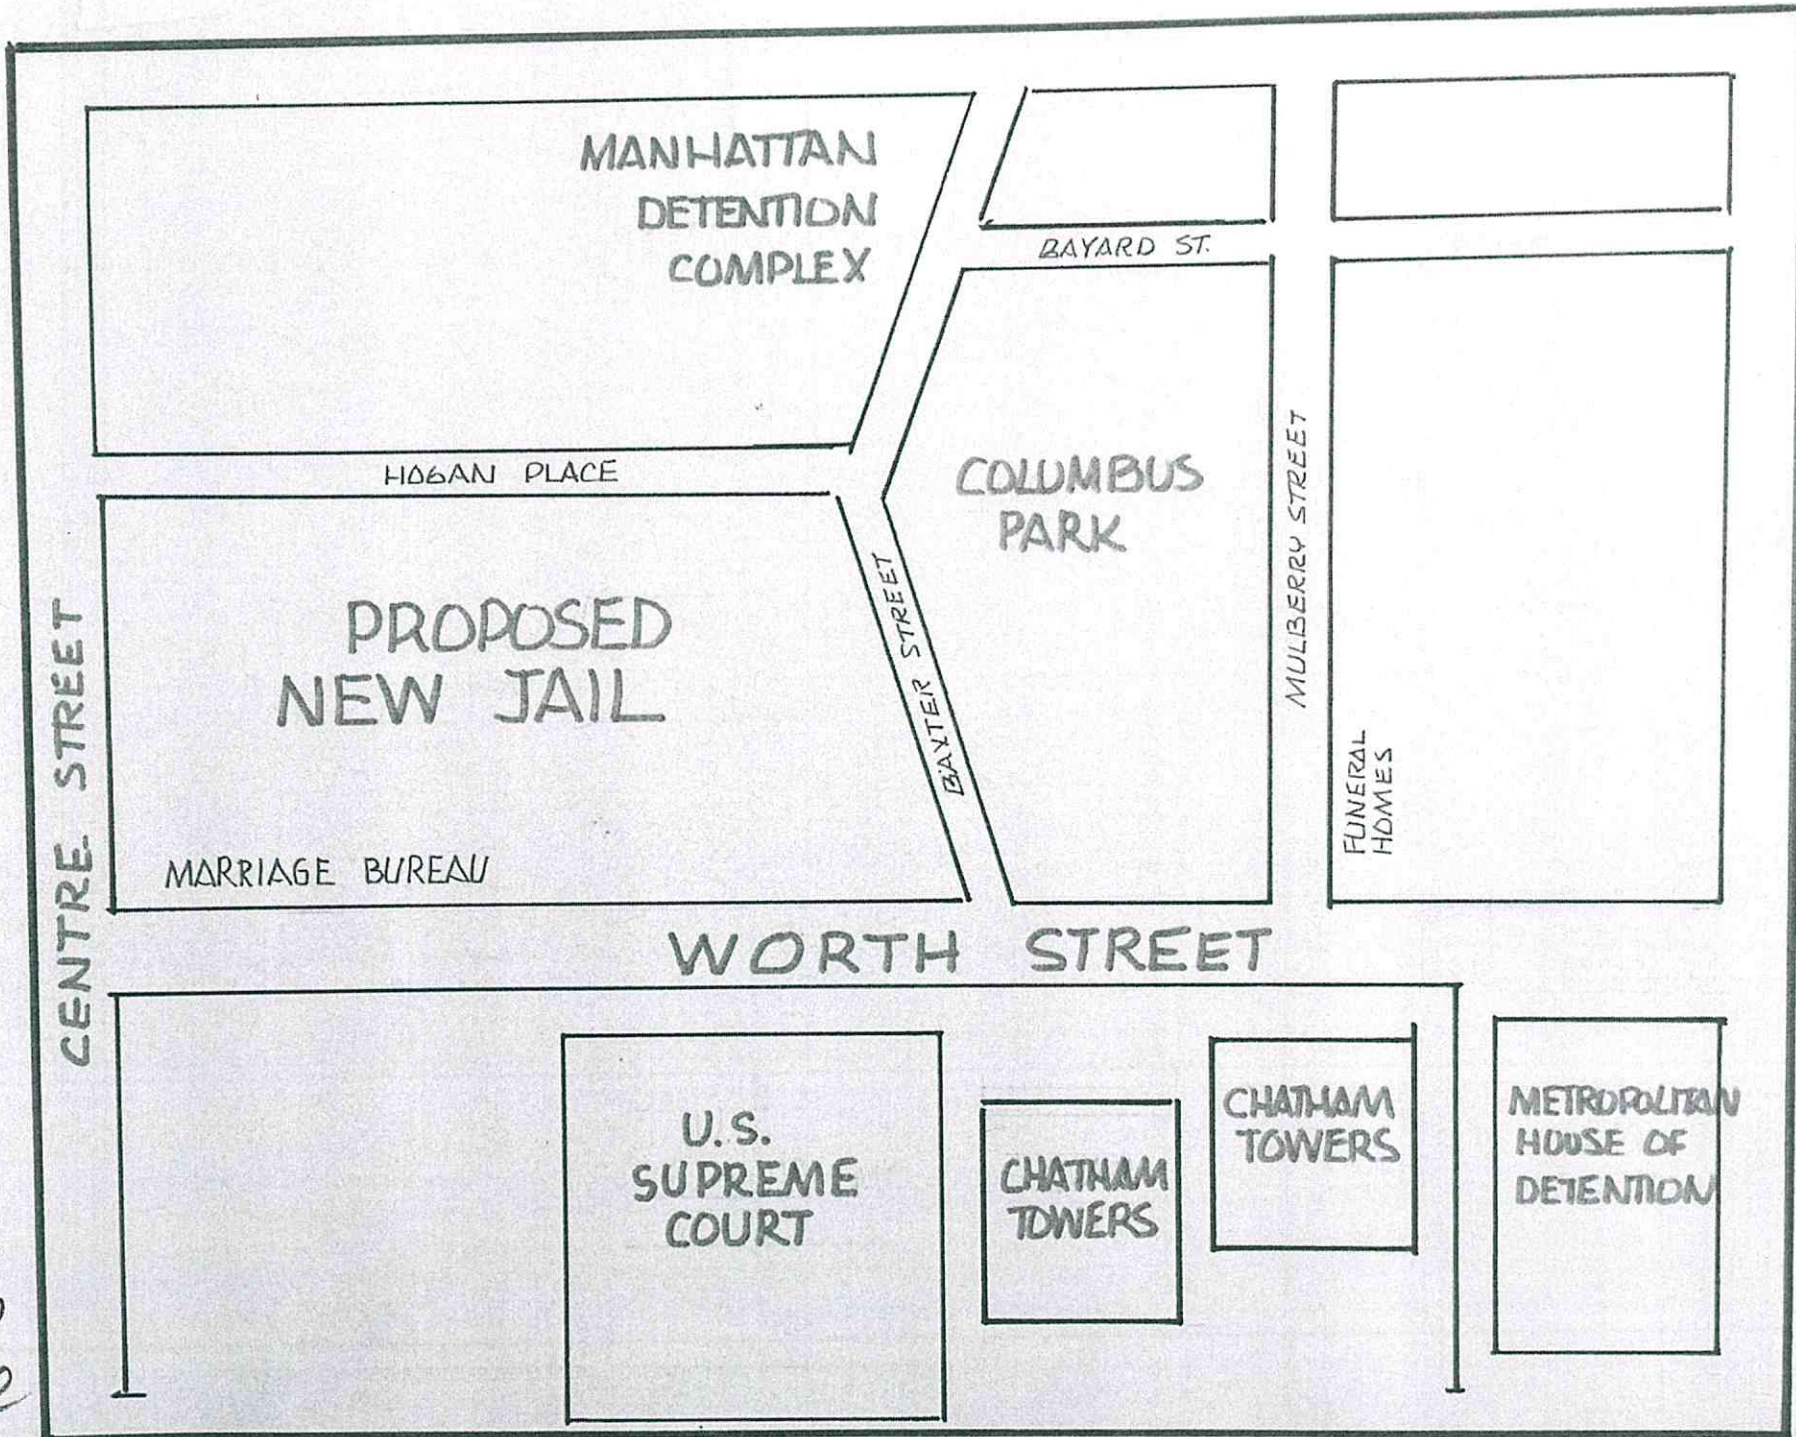 MANHATTAN
DETENTION
COMPLEX
BAYARD ST.
HOGAN PLACE
COLUMBUS
PARK
MULBERRY STREET
PROPOSED
NEW JAIL
BAXTER STREET
CENTRE STREET
FUNERAL
HOMES
MARRIAGE BUREAU
WORTH STREET
U.S.
SUPREME
COURT
CHATHAM
TOWERS
CHATHAM
TOWERS
METROPOLITAN
HOUSE OF
DETENTION